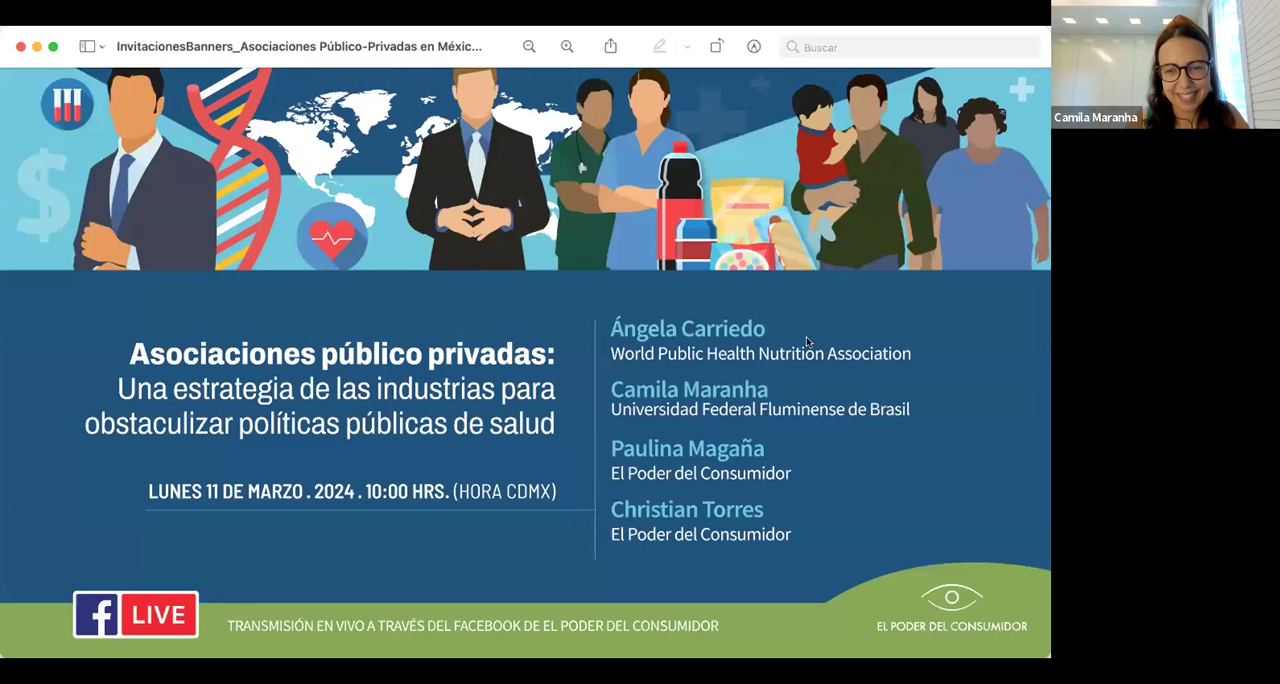 InvitacionesBanners_Asociaciones Público-Privadas en Méxic...
Buscar
Camila Maranha
$
Asociaciones público privadas:
Una estrategia de las industrias para
obstaculizar políticas públicas de salud
LUNES 11 DE MARZO . 2024 . 10:00 HRS. (HORA CDMX)
Ángela Carriedo
World Public Health Nutrition Association
Camila Maranha
Universidad Federal Fluminense de Brasil
Paulina Magaña
El Poder del Consumidor
Christian Torres
El Poder del Consumidor
f LIVE
TRANSMISIÓN EN VIVO A TRAVÉS DEL FACEBOOK DE EL PODER DEL CONSUMIDOR
EL PODER DEL CONSUMIDOR